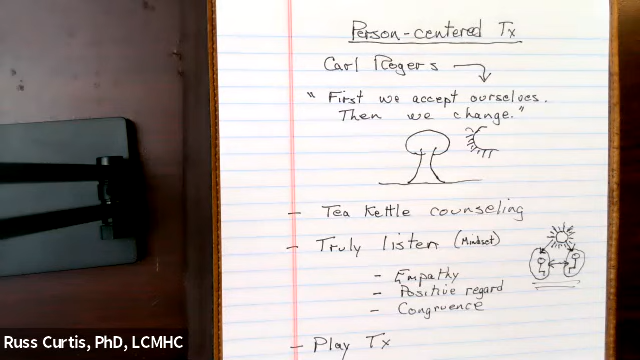 Person-centered Tx
Carl Rogers
"First we accept ourselves.
Then we change."
- Tea Kettle counseling
- Truly listen (Mindset)
- Empathy
- Positive regard
- Congruence
- Play Tx
Russ Curtis, PhD, LCMHC